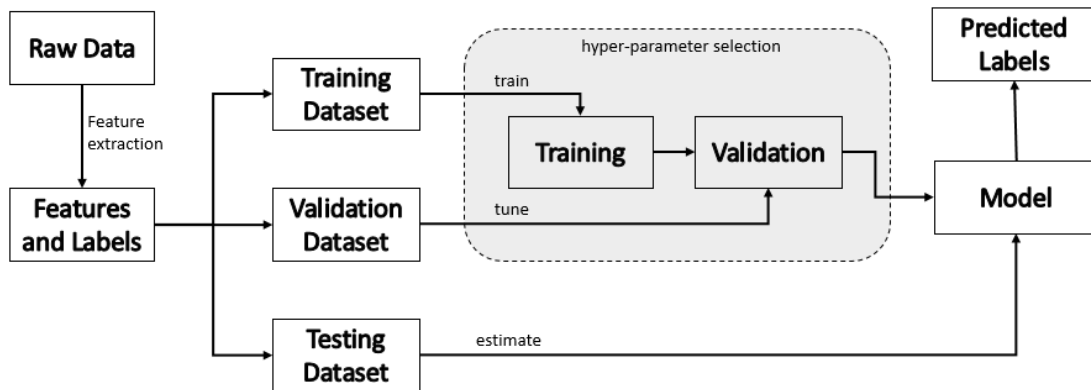 Raw Data
Feature
extraction
Features
and Labels
Training
Dataset
Validation
Dataset
Testing
Dataset
hyper-parameter selection
train
Training
Validation
tune
estimate
Predicted
Labels
Model